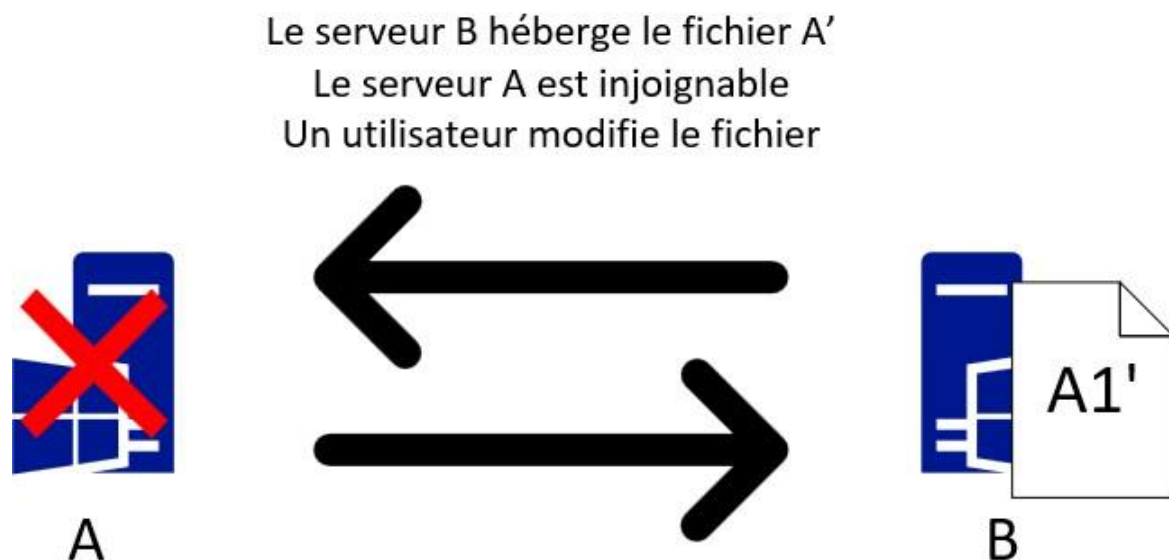 Le serveur B héberge le fichier A’
Le serveur A est injoignable
Un utilisateur modifie le fichier
A1'
A
B